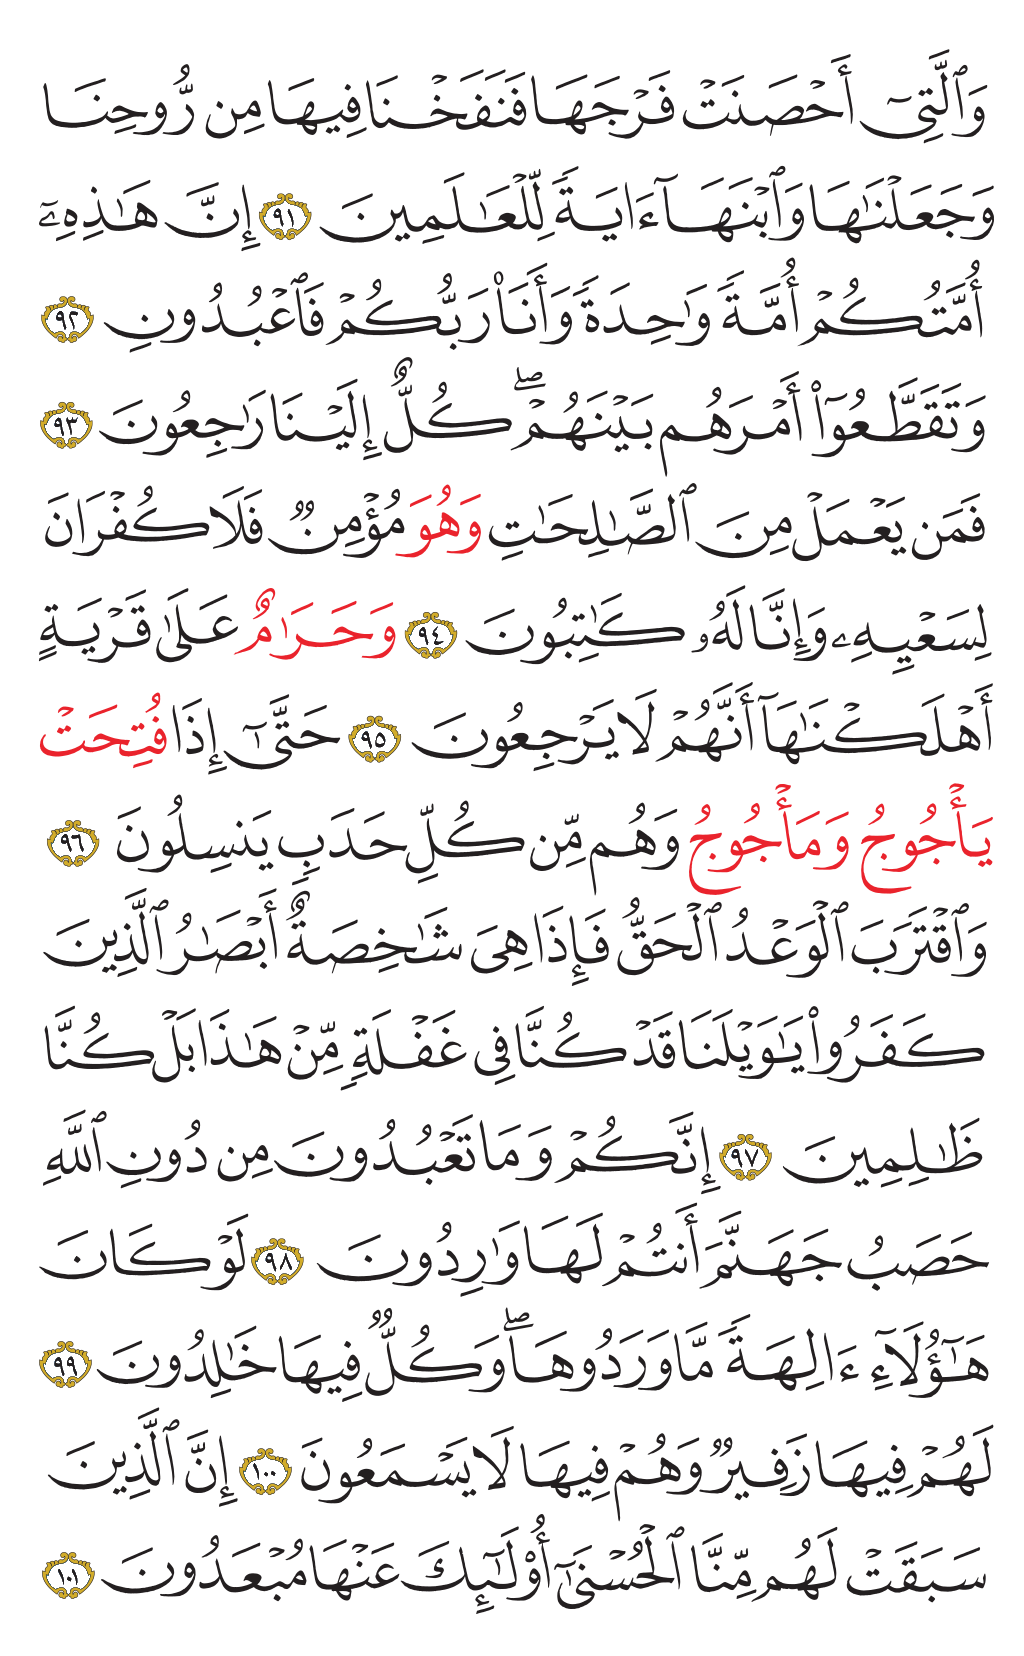 وَٱلَّتِىٓ أَحْصَنَتْ فَرْجَهَا فَنَفَخْنَا فِيهَا مِن رُّوحِنَا
وَجَعَلْنَٰهَا وَٱبْنَهَآ ءَايَةً لِّلْعَٰلَمِينَ ٩١ إِنَّ هَٰذِهِۦٓ
أُمَّتُكُمْ أُمَّةً وَٰحِدَةً وَأَنَا۠ رَبُّكُمْ فَٱعْبُدُونِ ٩٢
وَتَقَطَّعُوٓا۟ أَمْرَهُم بَيْنَهُمْ ۖ كُلٌّ إِلَيْنَا رَٰجِعُونَ ٩٣
فَمَن يَعْمَلْ مِنَ ٱلصَّٰلِحَٰتِ وَهُوَ مُؤْمِنٌ فَلَا كُفْرَانَ
لِسَعْيِهِۦ وَإِنَّا لَهُۥ كَٰتِبُونَ ٩٤ وَحَرَٰمٌ عَلَىٰ قَرْيَةٍ
أَهْلَكْنَٰهَآ أَنَّهُمْ لَا يَرْجِعُونَ ٩٥ حَتَّىٰٓ إِذَا فُتِحَتْ
يَأْجُوجُ وَمَأْجُوجُ وَهُم مِّن كُلِّ حَدَبٍ يَنسِلُونَ ٩٦
وَٱقْتَرَبَ ٱلْوَعْدُ ٱلْحَقُّ فَإِذَا هِىَ شَٰخِصَةٌ أَبْصَٰرُ ٱلَّذِينَ
كَفَرُوا۟ يَٰوَيْلَنَا قَدْ كُنَّا فِى غَفْلَةٍ مِّنْ هَٰذَا بَلْ كُنَّا
ظَٰلِمِينَ ٩٧ إِنَّكُمْ وَمَا تَعْبُدُونَ مِن دُونِ ٱللَّهِ
حَصَبُ جَهَنَّمَ أَنتُمْ لَهَا وَٰرِدُونَ ٩٨ لَوْ كَانَ
هَٰٓؤُلَآءِ ءَالِهَةً مَّا وَرَدُوهَا ۖ وَكُلٌّ فِيهَا خَٰلِدُونَ ٩٩
لَهُمْ فِيهَا زَفِيرٌ وَهُمْ فِيهَا لَا يَسْمَعُونَ ١٠٠ إِنَّ ٱلَّذِينَ
سَبَقَتْ لَهُم مِّنَّا ٱلْحُسْنَىٰٓ أُو۟لَٰٓئِكَ عَنْهَا مُبْعَدُونَ ١٠١